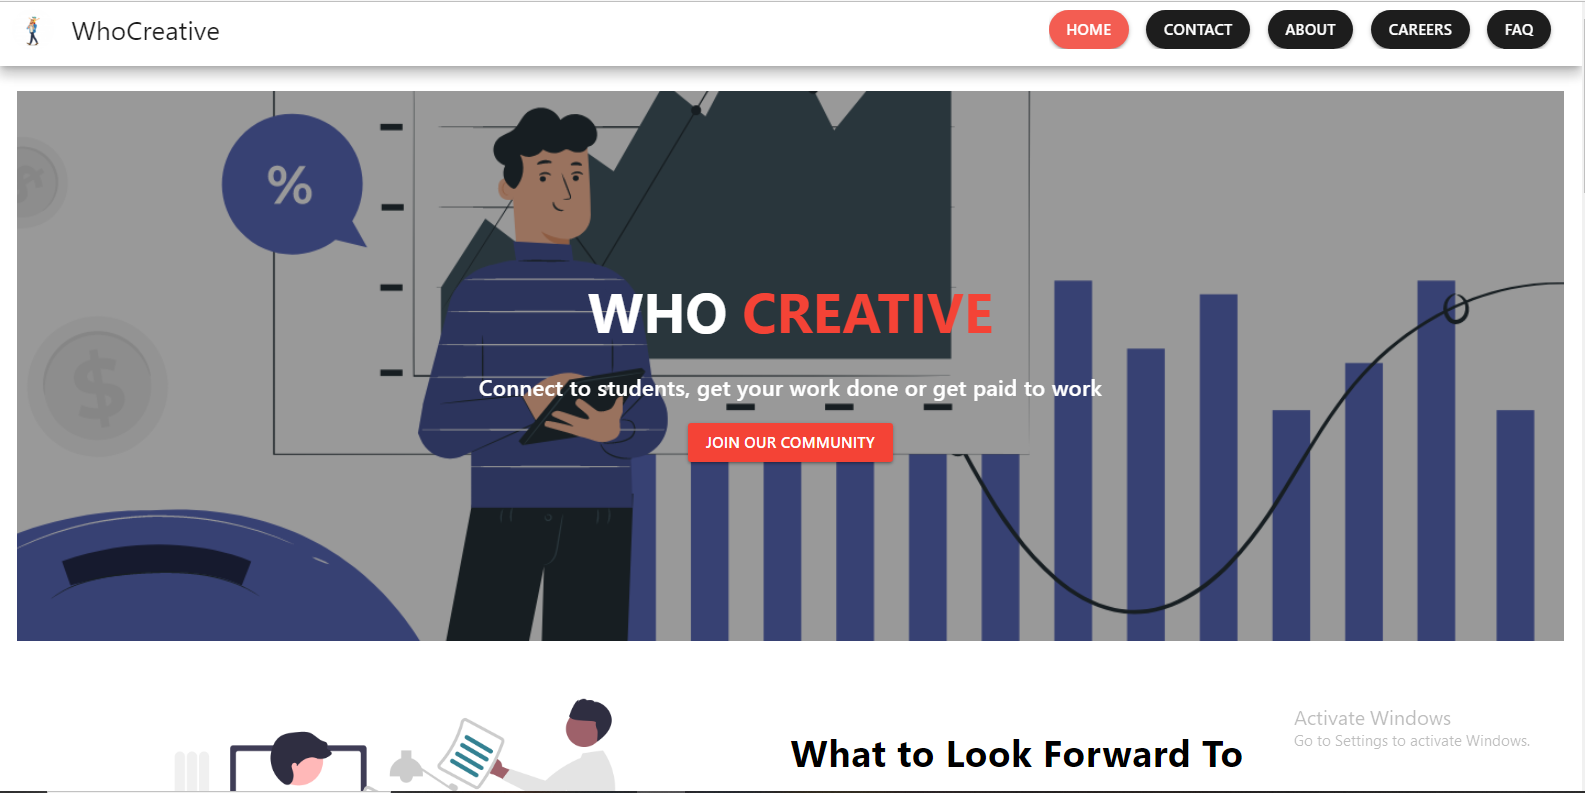 WhoCreative
HOME CONTACT ABOUT CAREERS FAQ
%
$
WHO CREATIVE
Connect to students, get your work done or get paid to work
JOIN OUR COMMUNITY
What to Look Forward To
Activate Windows
Go to Settings to activate Windows.